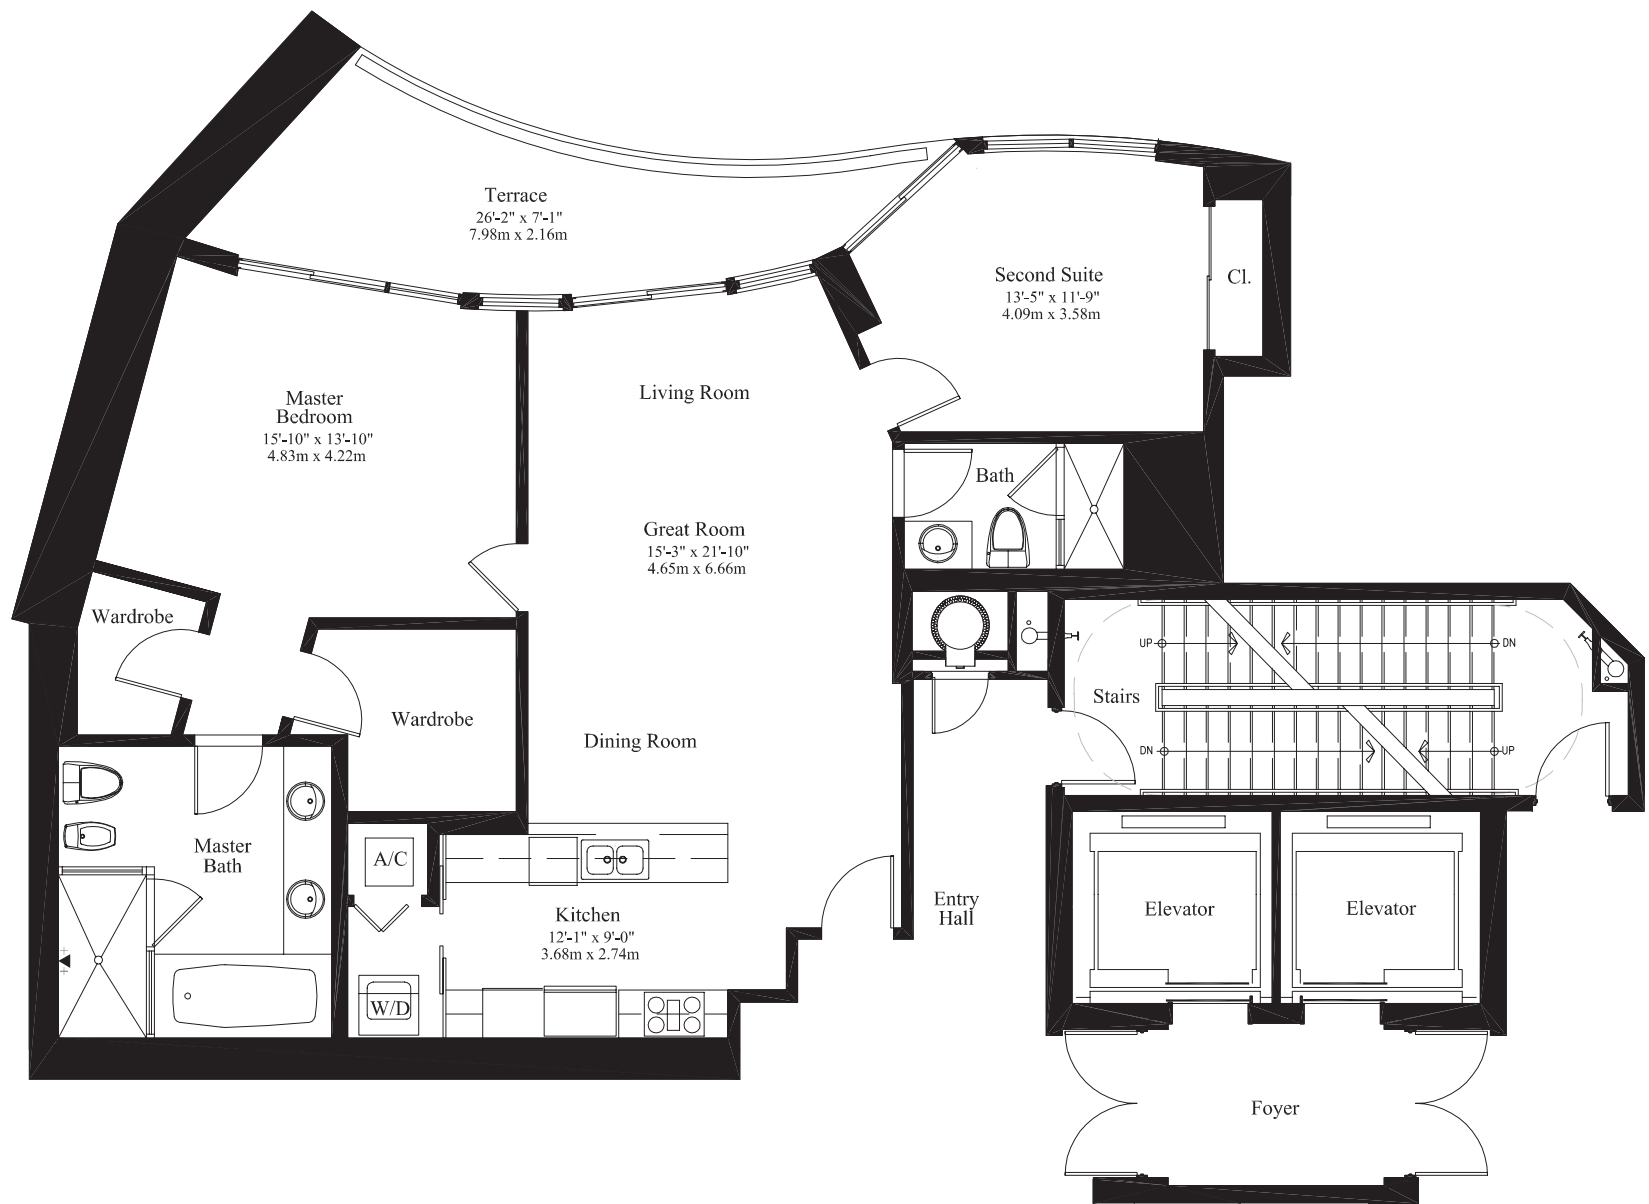 Terrace
26'-2" x 7'-1"
7.98m x 2.16m
Second Suite
13'-5" x 11'-9"
4.09m x 3.58m
Cl.
Living Room
Master
Bedroom
15'-10" x 13'-10"
4.83m x 4.22m
Bath
Great Room
15'-3" x 21'-10"
4.65m x 6.66m
Wardrobe
UP
DN
Stairs
Wardrobe
Dining Room
DN
UP
Master
Bath
A/C
Kitchen
12'-1" x 9'-0"
3.68m x 2.74m
Entry
Hall
Elevator
Elevator
W/D
Foyer